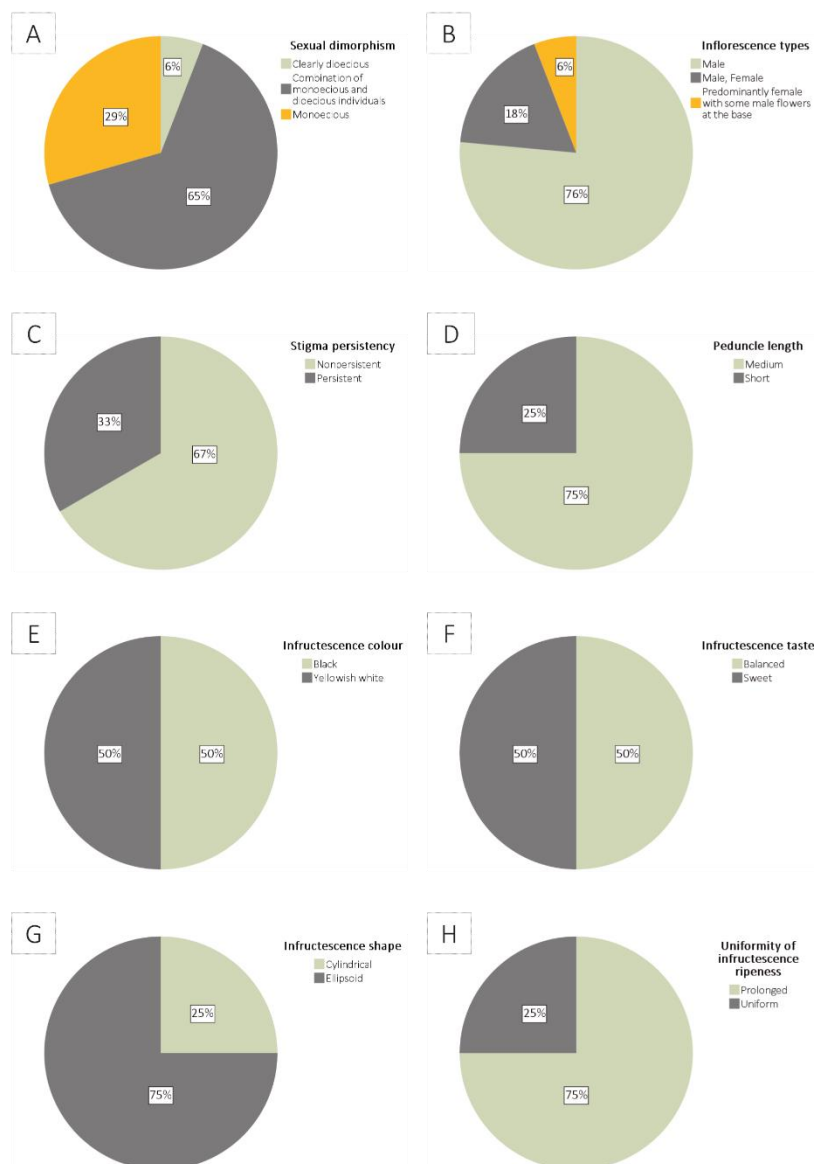 A
Sexual dimorphism
Clearly dioecious
Combination of
monoecious and
dioecious individuals
Monoecious
6%
29%
65%
B
Inflorescence types
Male
Male, Female
Predominantly female
with some male flowers
at the base
6%
18%
76%
C
Stigma persistency
Nonpersistent
Persistent
33%
67%
D
Peduncle length
Medium
Short
25%
75%
E
Infructescence colour
Black
Yellowish white
50%
50%
F
Infructescence taste
Balanced
Sweet
50%
50%
G
Infructescence shape
Cylindrical
Ellipsoid
25%
75%
H
Uniformity of
infructescence
ripeness
Prolonged
Uniform
25%
75%